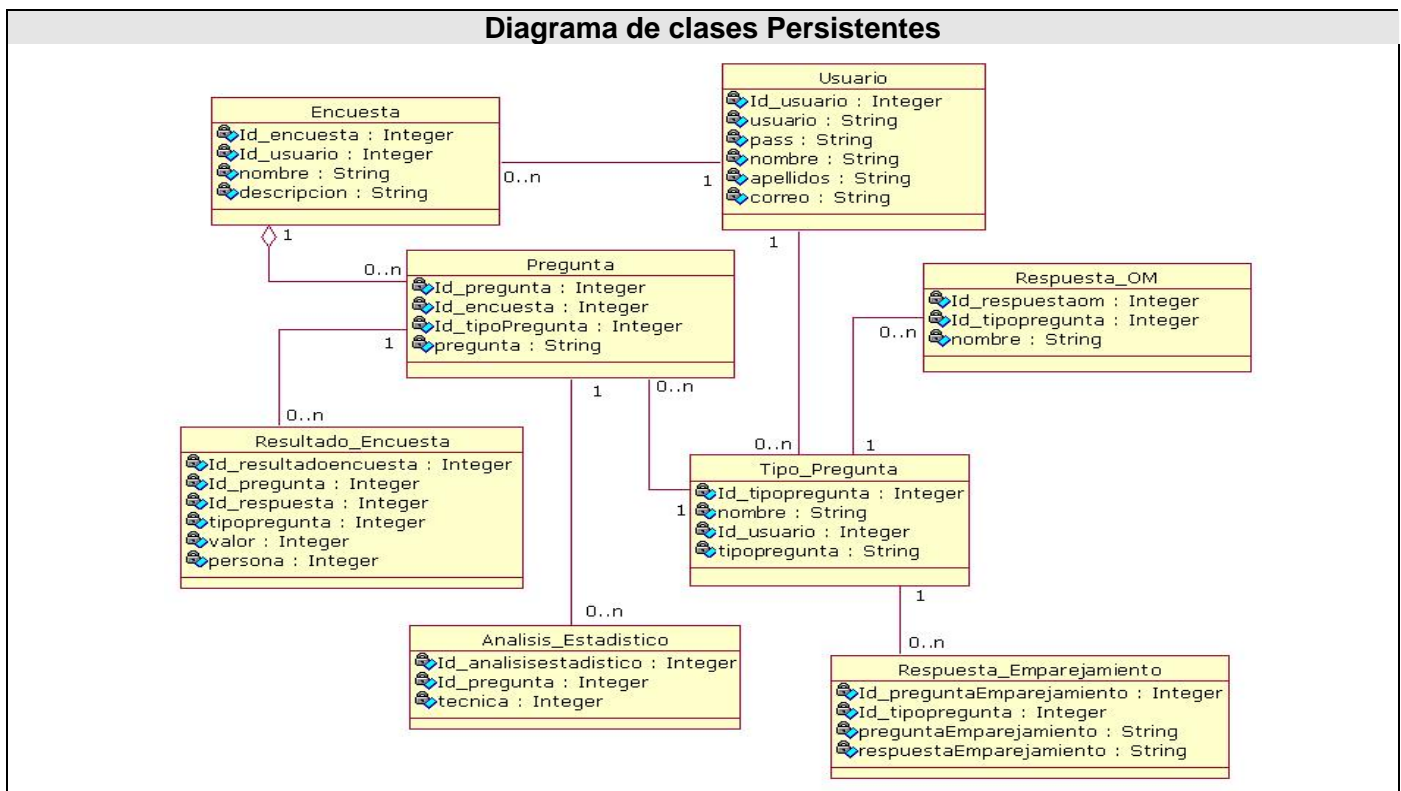 Diagrama de clases Persistentes
Encuesta
Id_encuesta : Integer
Id_usuario : Integer
nombre : String
descripcion : String
0..n
1
Usuario
Id_usuario : Integer
usuario : String
pass : String
nombre : String
apellidos : String
correo : String
1
0..n
1
Pregunta
Id_pregunta : Integer
Id_encuesta : Integer
Id_tipoPregunta : Integer
pregunta : String
1
0..n
Respuesta_OM
Id_respuestaom : Integer
Id_tipopregunta : Integer
nombre : String
0..n
1
1
0..n
Resultado_Encuesta
Id_resultadoencuesta : Integer
Id_pregunta : Integer
Id_respuesta : Integer
tipopregunta : Integer
valor : Integer
persona : Integer
0..n
1
Tipo_Pregunta
Id_tipopregunta : Integer
nombre : String
Id_usuario : Integer
tipopregunta : String
1
1
0..n
Analisis_Estadistico
Id_analisisestadistico : Integer
Id_pregunta : Integer
tecnica : Integer
0..n
Respuesta_Emparejamiento
Id_preguntaEmparejamiento : Integer
Id_tipopregunta : Integer
preguntaEmparejamiento : String
respuestaEmparejamiento : String